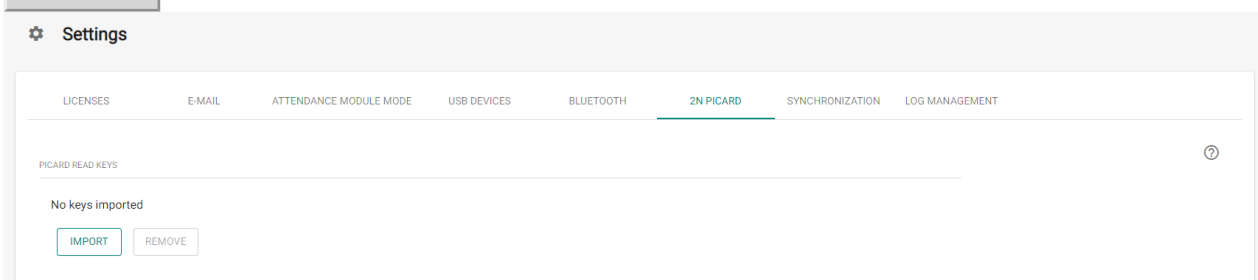 Settings
LICENSES E-MAIL ATTENDANCE MODULE MODE USB DEVICES BLUETOOTH 2N PICARD SYNCHRONIZATION LOG MANAGEMENT
PICARD READ KEYS
No keys imported
IMPORT REMOVE